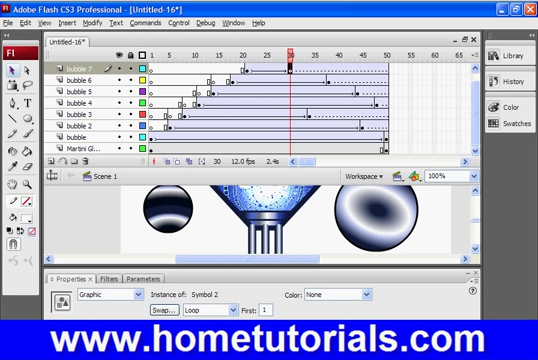 Adobe Flash CS3 Professional - [Untitled-16*]
File Edit View Insert Modify Text Commands Control Debug Window Help
Untitled-16*
1 5 10 15 20 25 30 35 40 45 50 55 60 65
bubble 7
bubble 6
bubble 5
bubble 4
bubble 3
bubble 2
bubble
Martini Gl...
30 12.0 fps 2.4s
Scene 1 Workspace 100%
Library
History
Color
Swatches
Properties × Filters Parameters
Graphic Instance of: Symbol 2 Color: None
Swap... Loop First: 1
www.hometutorials.com